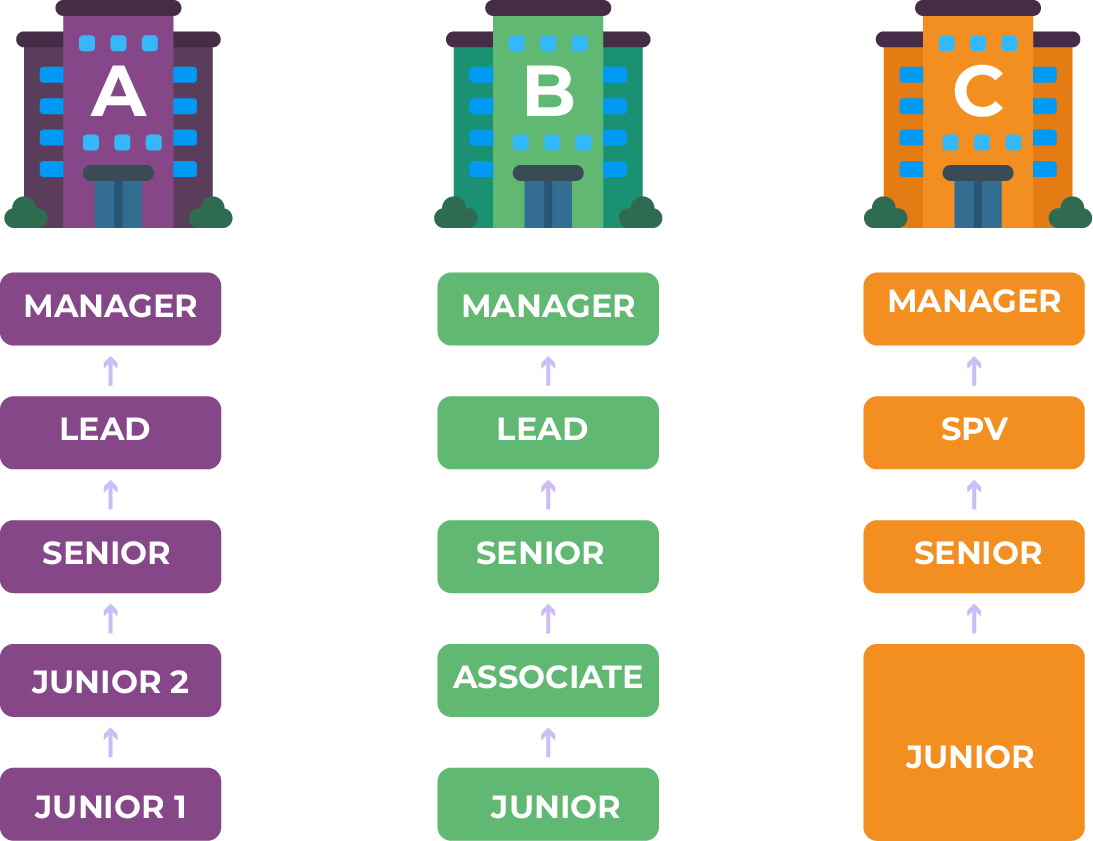 A
B
C
MANAGER
MANAGER
MANAGER
LEAD
LEAD
SPV
SENIOR
SENIOR
SENIOR
JUNIOR 2
ASSOCIATE
JUNIOR
JUNIOR 1
JUNIOR